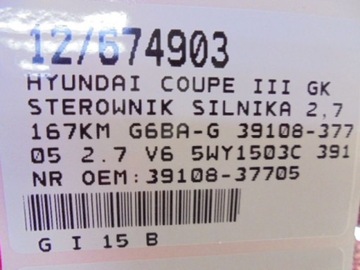 12/674903
HYUNDAI COUPE III GK
STEROWNIK SILNIKA 2,7
167KM G6BA-G 39108-377
05 2.7 V6 5WY1503C 391
NR OEM:39108-37705
G I 15 B